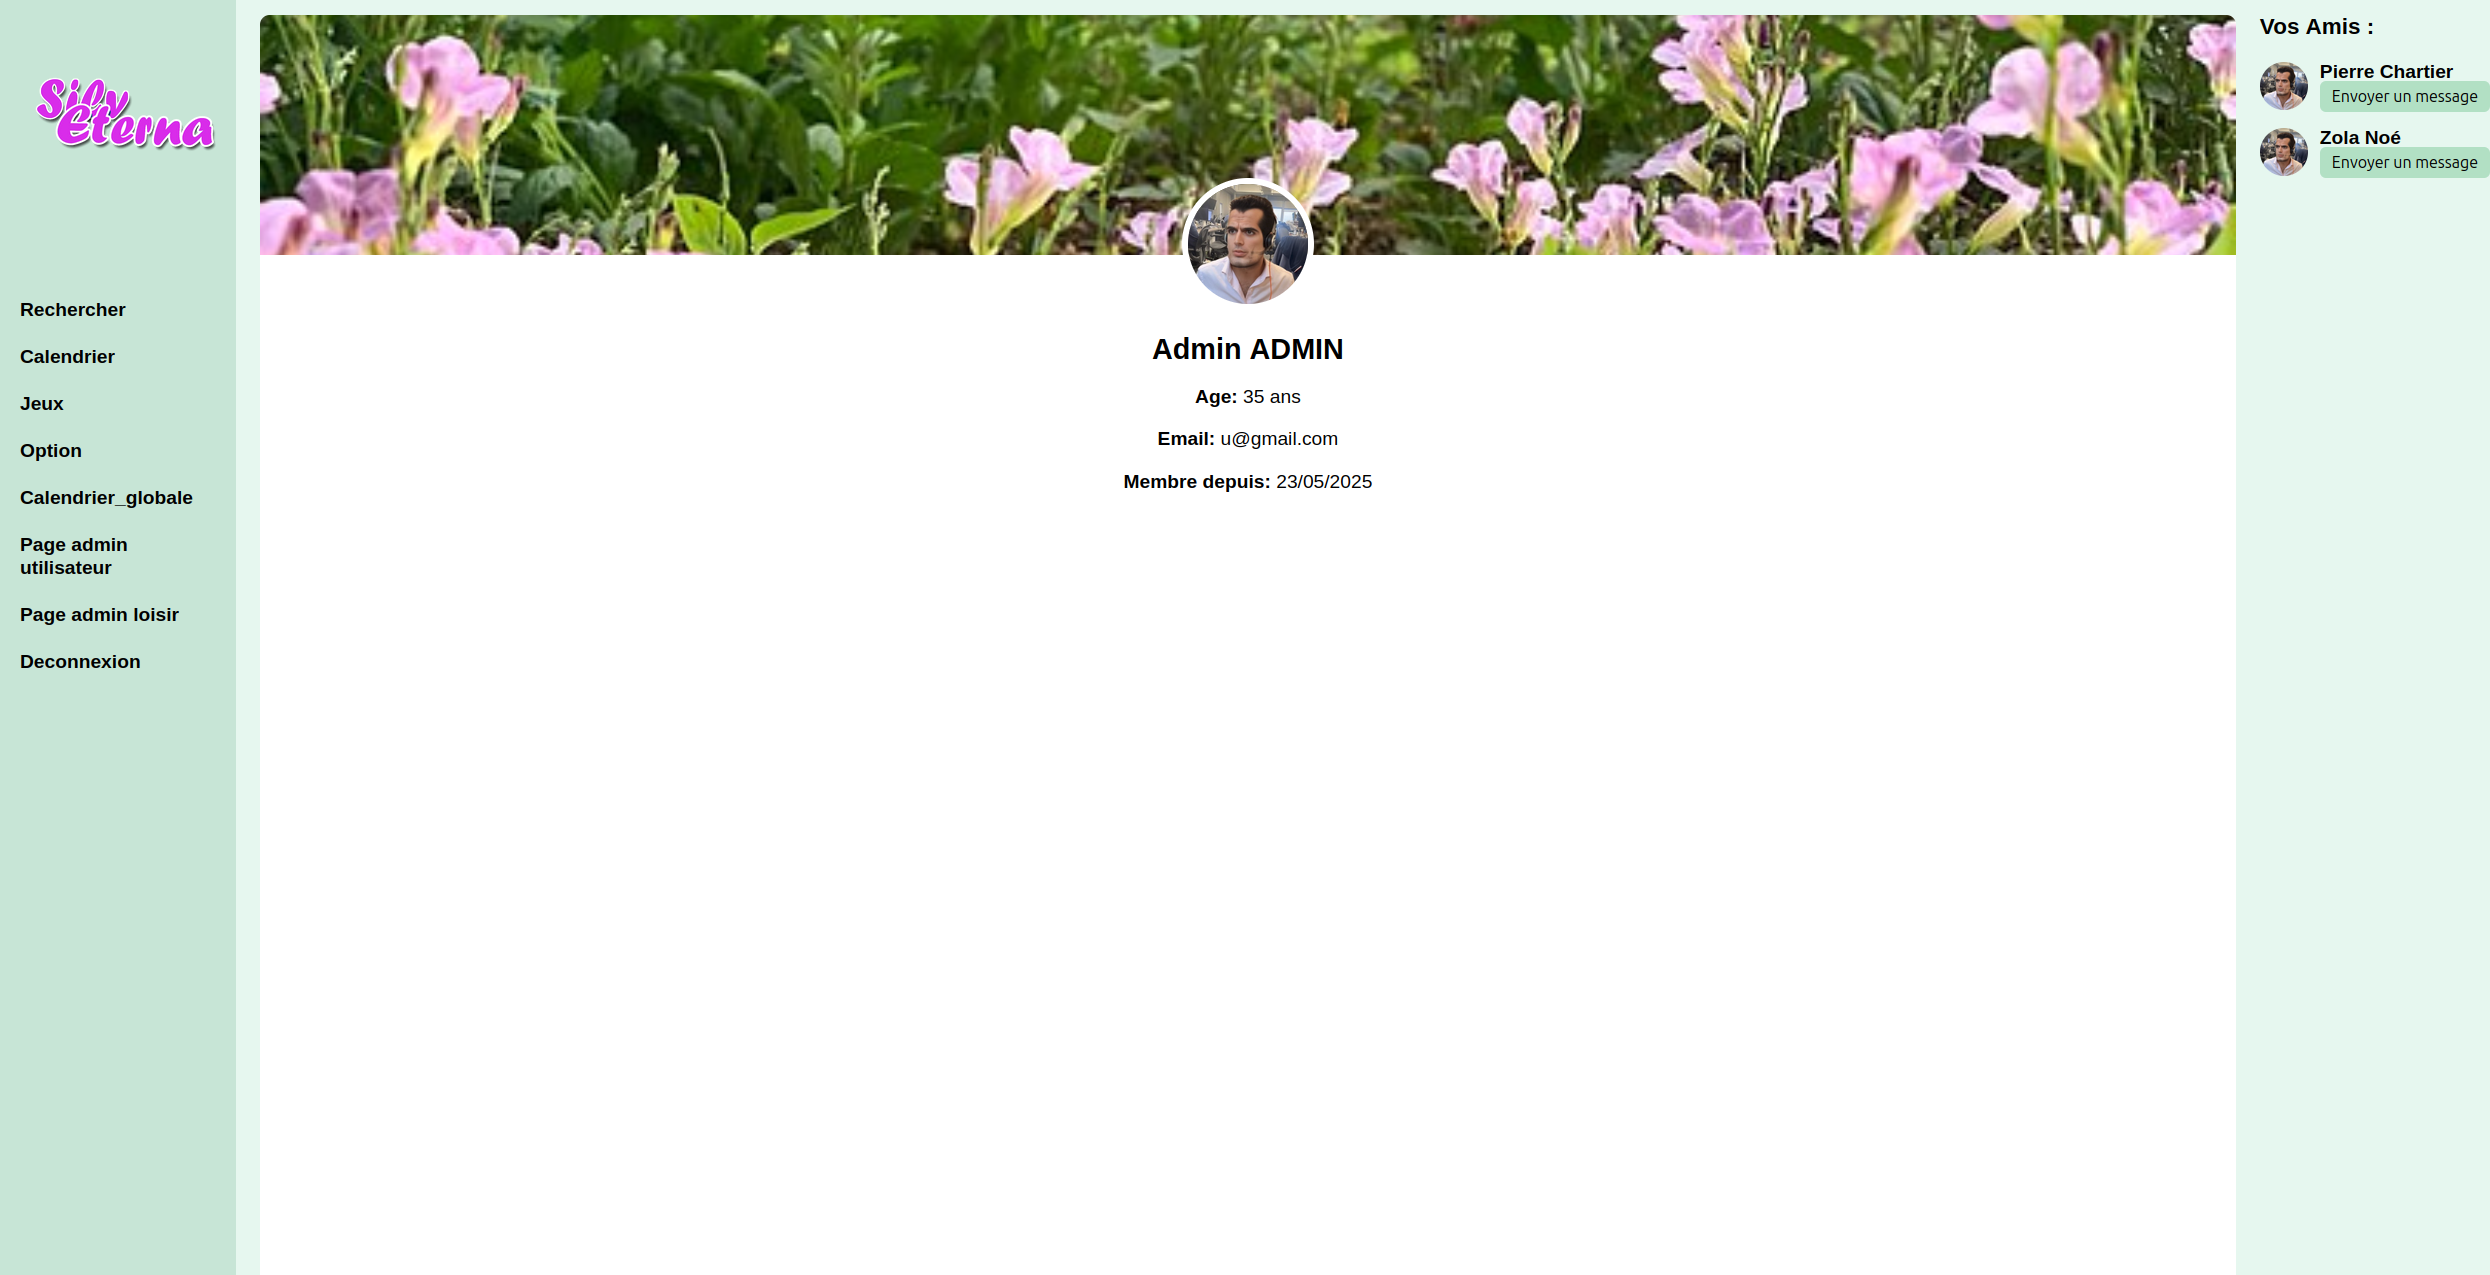 Silv
Eterna
Rechercher
Calendrier
Jeux
Option
Calendrier_globale
Page admin
utilisateur
Page admin loisir
Deconnexion
Admin ADMIN
Age: 35 ans
Email: u@gmail.com
Membre depuis: 23/05/2025
Vos Amis :
Pierre Chartier
Envoyer un message
Zola Noé
Envoyer un message